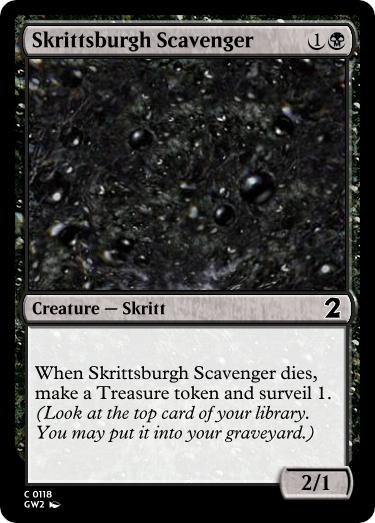 Skrittsburgh Scavenger 1
Creature — Skritt 2
When Skrittsburgh Scavenger dies,
make a Treasure token and surveil 1.
(Look at the top card of your library.
You may put it into your graveyard.)
2/1
C 0118
GW2